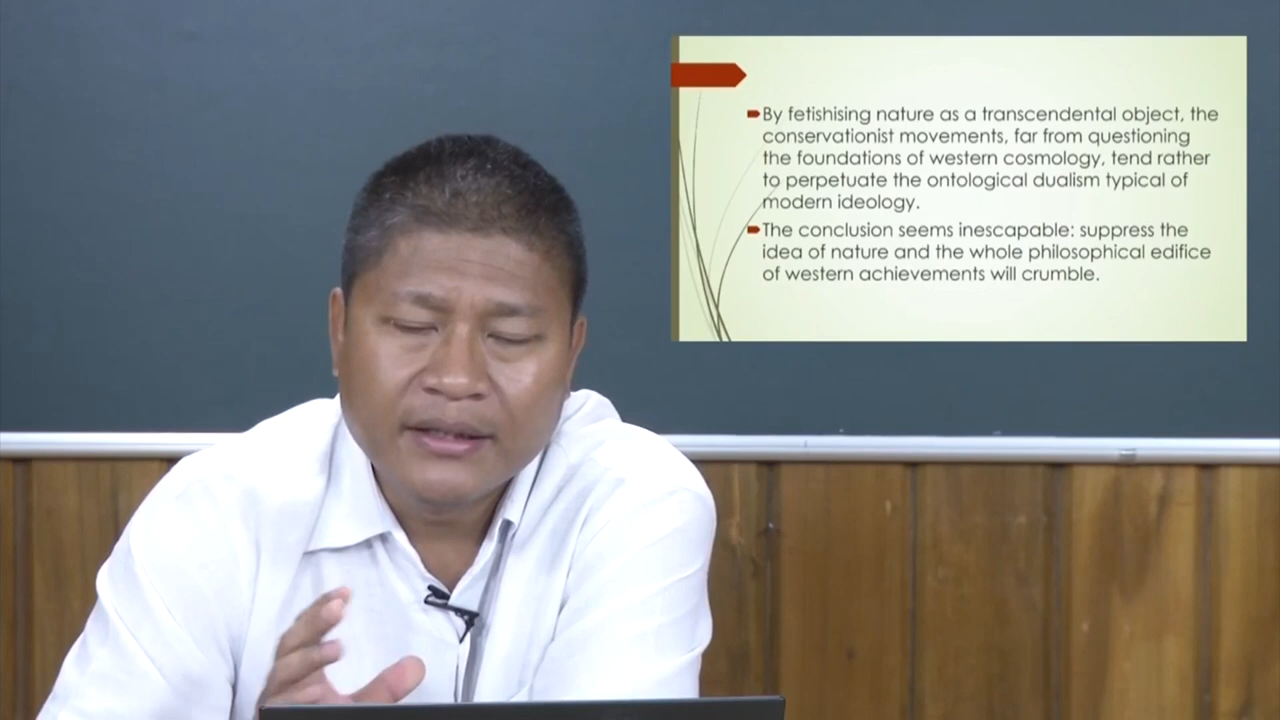 By fetishising nature as a transcendental object, the
conservationist movements, far from questioning
the foundations of western cosmology, tend rather
to perpetuate the ontological dualism typical of
modern ideology.
The conclusion seems inescapable: suppress the
idea of nature and the whole philosophical edifice
of western achievements will crumble.